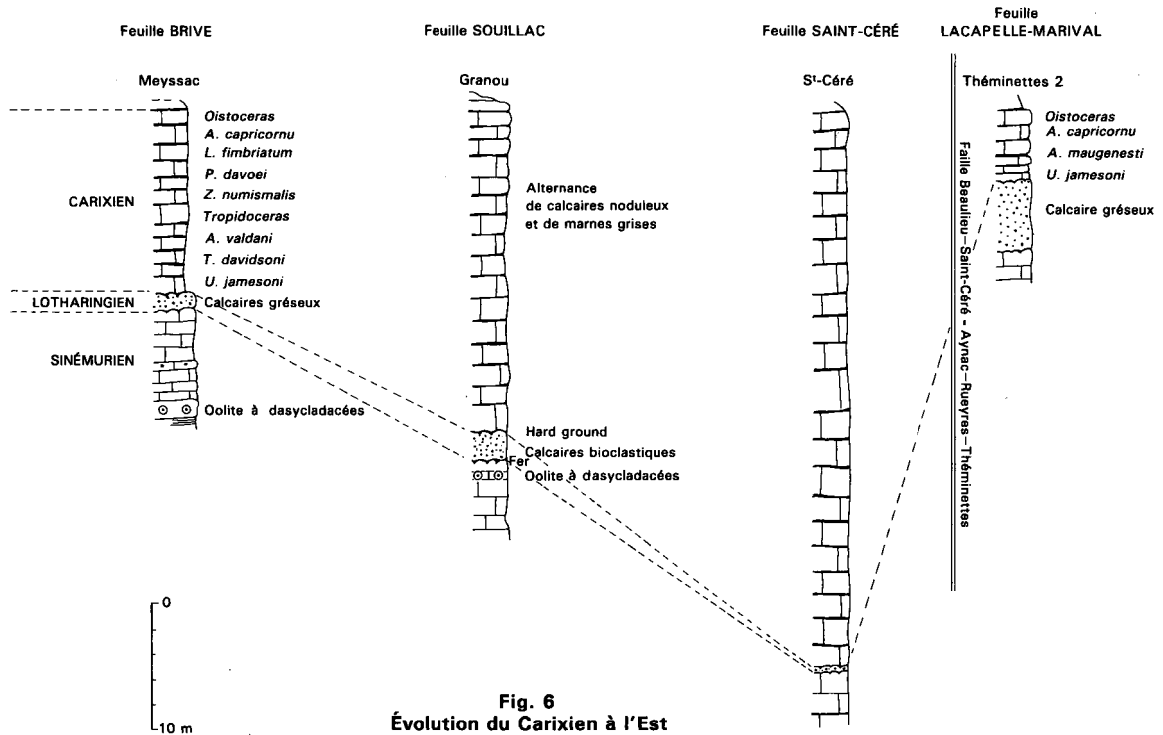 Feuille BRIVE
Feuille SOUILLAC
Feuille SAINT-CÉRÉ
Feuille
LACAPELLE-MARIVAL
Meyssac
Granou
Sᵗ-Céré
Théminettes 2
CARIXIEN
LOTHARINGIEN
SINÉMURIEN
Oistoceras
A. capricornu
L. fimbriatum
P. davoei
Z. numismalis
Tropidoceras
A. valdani
T. davidsoni
U. jamesoni
Calcaires gréseux
Oolite à dasycladacées
Alternance
de calcaires noduleux
et de marnes grises
Hard ground
Calcaires bioclastiques
Fer
Oolite à dasycladacées
Faille Beaulieu–Saint-Céré - Aynac–Rueyres–Théminettes
Oistoceras
A. capricornu
A. maugenesti
U. jamesoni
Calcaire gréseux
0
10 m
Fig. 6
Évolution du Carixien à l'Est